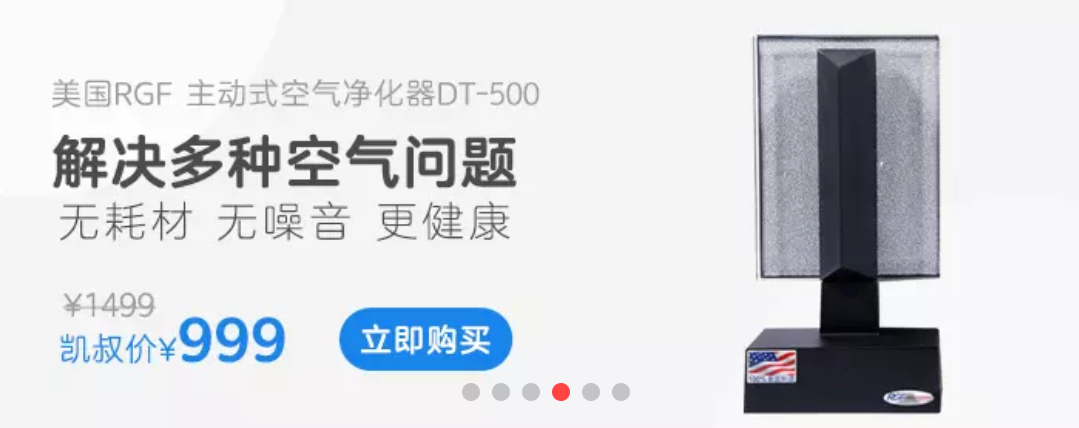 美国RGF 主动式空气净化器DT-500
解决多种空气问题
无耗材 无噪音 更健康
¥1499
凯叔价¥999
立即购买
RGF